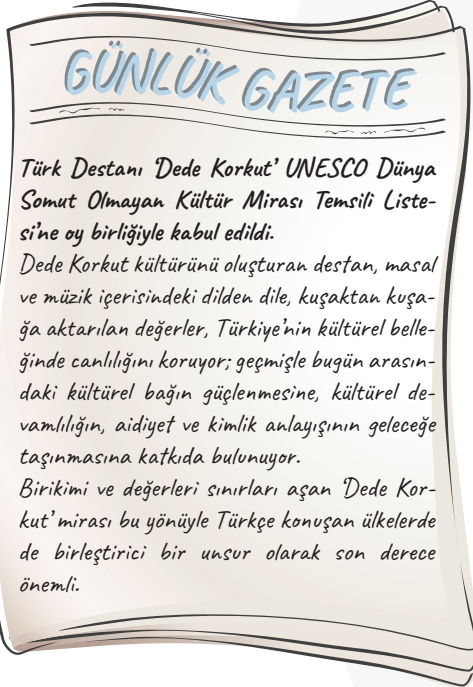 GÜNLÜK GAZETE
Türk Destanı ‘Dede Korkut’ UNESCO Dünya
Somut Olmayan Kültür Mirası Temsili Liste-
si’ne oy birliğiyle kabul edildi.
Dede Korkut kültürünü oluşturan destan, masal
ve müzik içerisindeki dilden dile, kuşaktan kuşa-
ğa aktarılan değerler, Türkiye’nin kültürel belle-
ğinde canlılığını koruyor; geçmişle bugün arasın-
daki kültürel bağın güçlenmesine, kültürel de-
vamlılığın, aidiyet ve kimlik anlayışının geleceğe
taşınmasına katkıda bulunuyor.
Birikimi ve değerleri sınırları aşan ‘Dede Kor-
kut’ mirası bu yönüyle Türkçe konuşan ülkelerde
de birleştirici bir unsur olarak son derece
önemli.